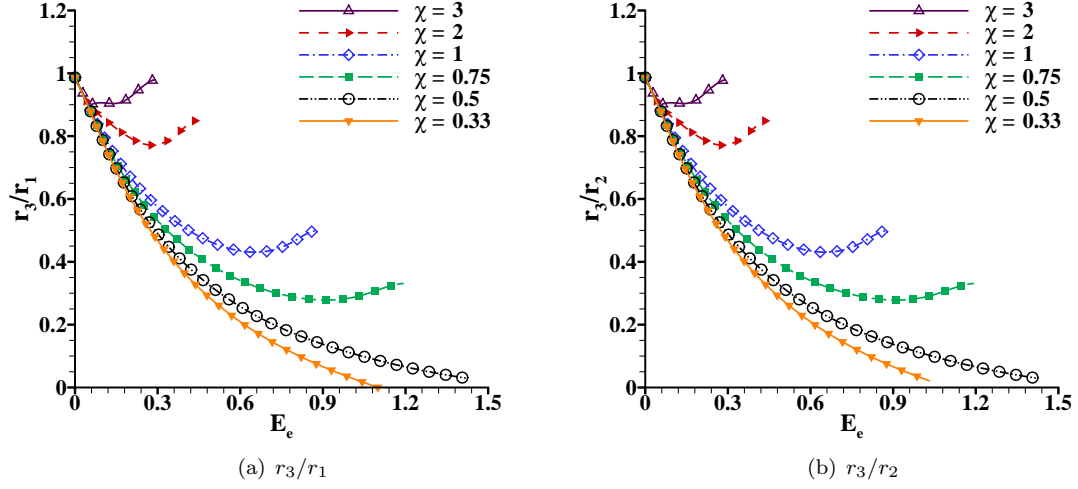 χ = 3
χ = 2
χ = 1
χ = 0.75
χ = 0.5
χ = 0.33
r3/r1
1.2
1
0.8
0.6
0.4
0.2
0
0 0.3 0.6 0.9 1.2 1.5
Ee
(a) r3/r1
χ = 3
χ = 2
χ = 1
χ = 0.75
χ = 0.5
χ = 0.33
r3/r2
1.2
1
0.8
0.6
0.4
0.2
0
0 0.3 0.6 0.9 1.2 1.5
Ee
(b) r3/r2